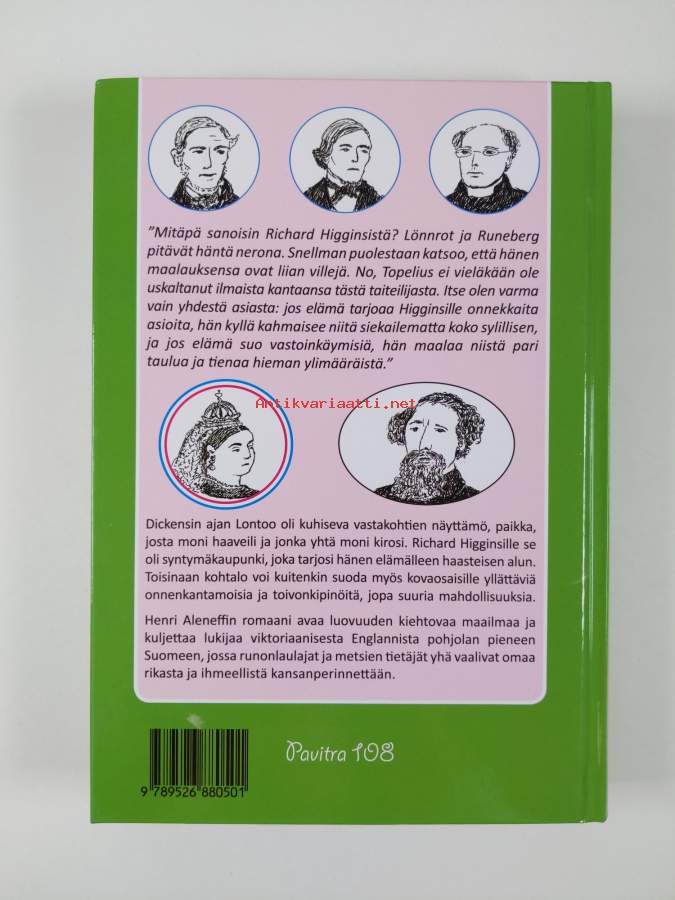 ”Mitäpä sanoisin Richard Higginsistä? Lönnrot ja Runeberg
pitävät häntä nerona. Snellman puolestaan katsoo, että hänen
maalauksensa ovat liian villejä. No, Topelius ei vieläkään ole
uskaltanut ilmaista kantaansa tästä taiteilijasta. Itse olen varma
vain yhdestä asiasta: jos elämä tarjoaa Higginsille onnekkaita
asioita, hän kyllä kahmaisee niitä siekailematta koko sylillisen,
ja jos elämä suo vastoinkäymisiä, hän maalaa niistä pari
taulua ja tienaa hieman ylimääräistä.”
Antikvariaatti.net
Dickensin ajan Lontoo oli kuhiseva vastakohtien näyttämö, paikka,
josta moni haaveili ja jonka yhtä moni kirosi. Richard Higginsille se
oli syntymäkaupunki, joka tarjosi hänen elämälleen haasteisen alun.
Toisinaan kohtalo voi kuitenkin suoda myös kovaosaisille yllättäviä
onnenkantamoisia ja toivonkipinöitä, jopa suuria mahdollisuuksia.
Henri Aleneffin romaani avaa luovuuden kiehtovaa maailmaa ja
kuljettaa lukijaa viktoriaanisesta Englannista pohjolan pieneen
Suomeen, jossa runonlaulajat ja metsien tietäjät yhä vaalivat omaa
rikasta ja ihmeellistä kansanperinnettään.
Pavitra 108
9 789526 880501